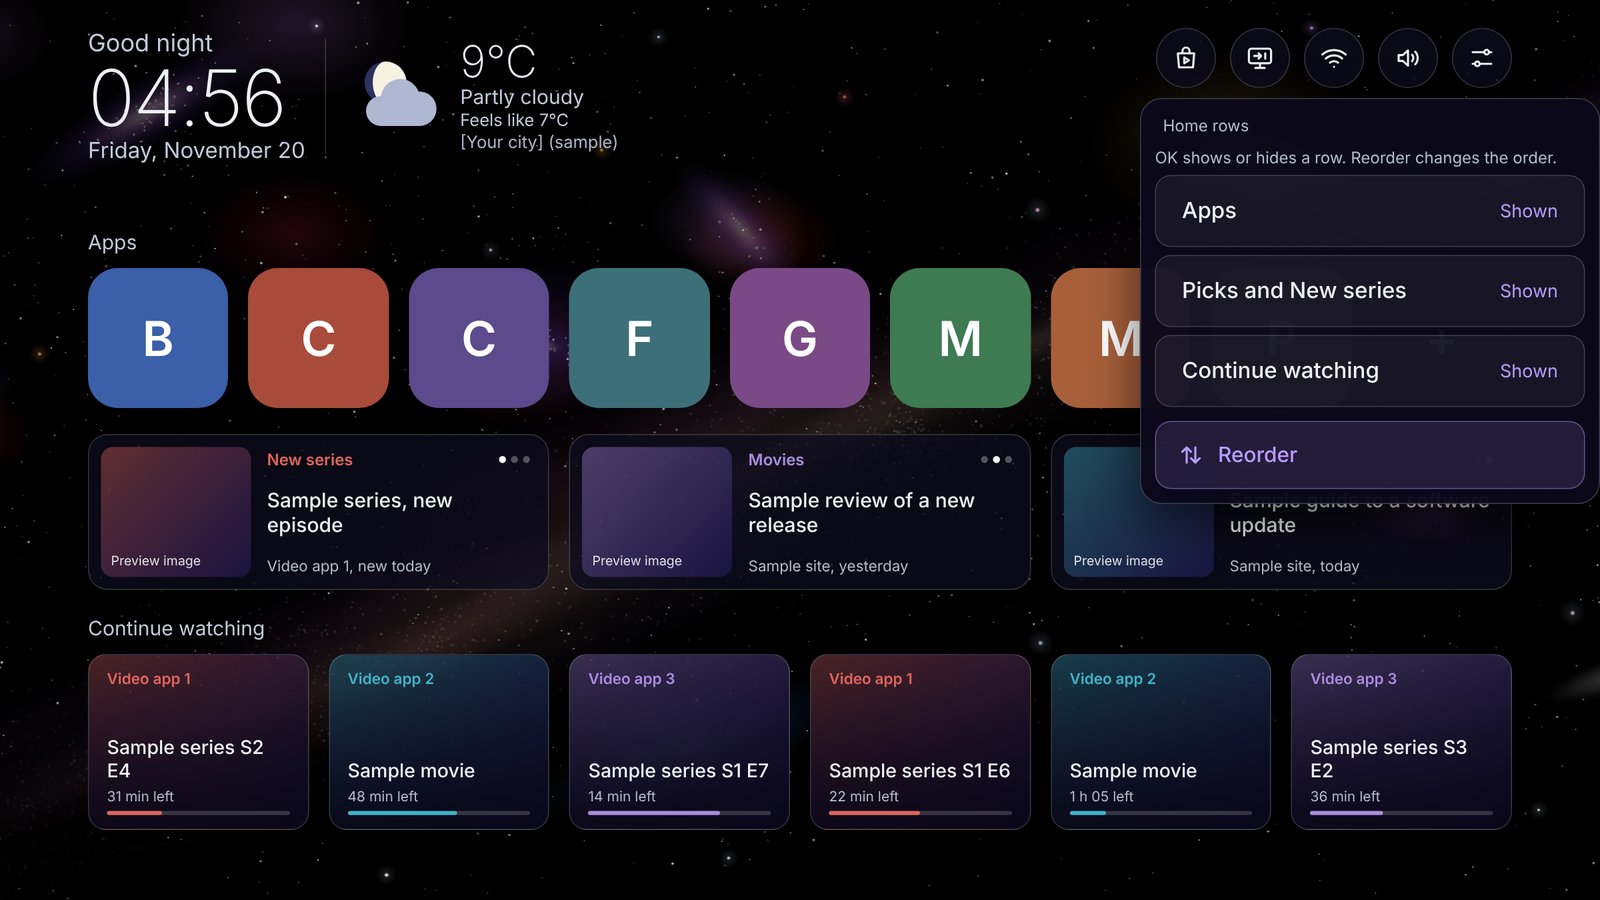 Good night
04:56
Friday, November 20
9°C
Partly cloudy
Feels like 7°C
[Your city] (sample)
Home rows
OK shows or hides a row. Reorder changes the order.
Apps Shown
Picks and New series Shown
Continue watching Shown
Reorder
Apps
B C C F G M M P +
New series
Sample series, new
episode
Video app 1, new today
Preview image
Movies
Sample review of a new
release
Sample site, yesterday
Preview image
Sample guide to a software
update
Sample site, today
Preview image
Continue watching
Video app 1
Sample series S2
E4
31 min left
Video app 2
Sample movie
48 min left
Video app 3
Sample series S1 E7
14 min left
Video app 1
Sample series S1 E6
22 min left
Video app 2
Sample movie
1 h 05 left
Video app 3
Sample series S3
E2
36 min left